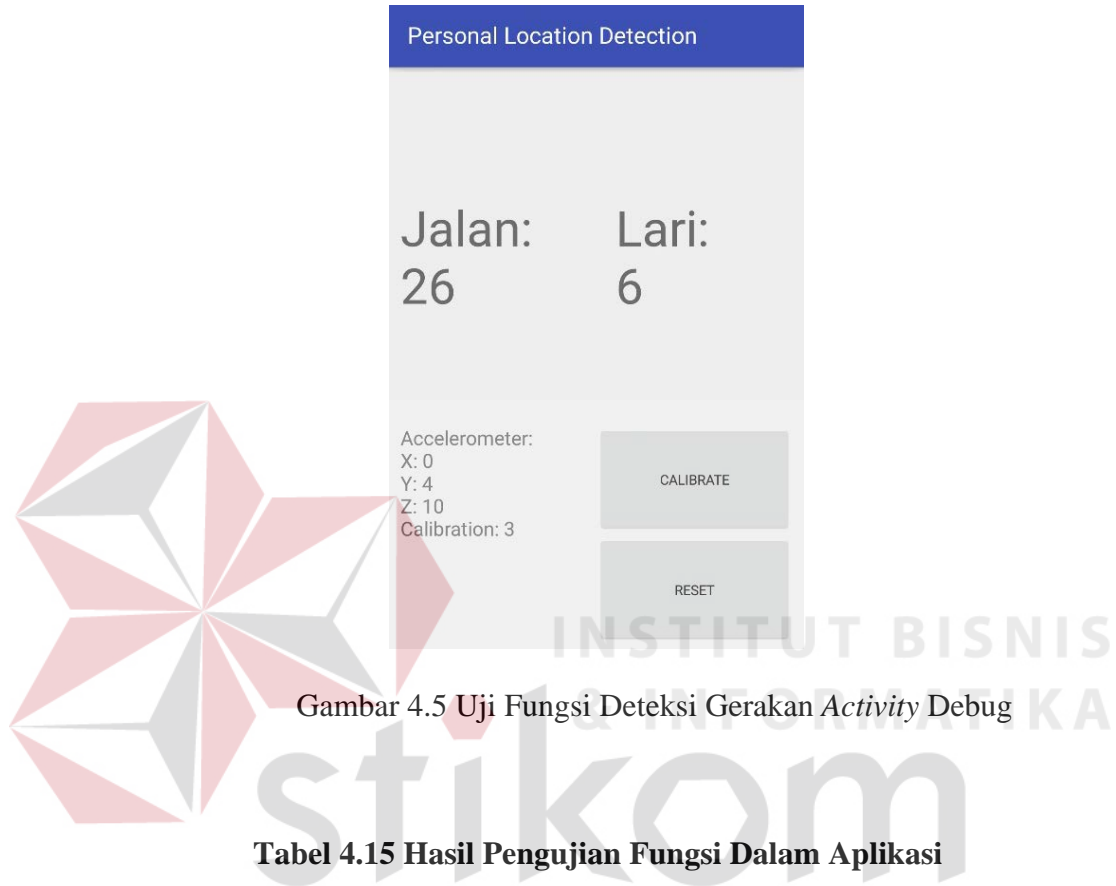 Personal Location Detection
Jalan:
26
Lari:
6
Accelerometer:
X: 0
Y: 4
Z: 10
Calibration: 3
CALIBRATE
RESET
INSTITUT BISNIS
& INFORMATIKA
stikom
Gambar 4.5 Uji Fungsi Deteksi Gerakan Activity Debug
Tabel 4.15 Hasil Pengujian Fungsi Dalam Aplikasi